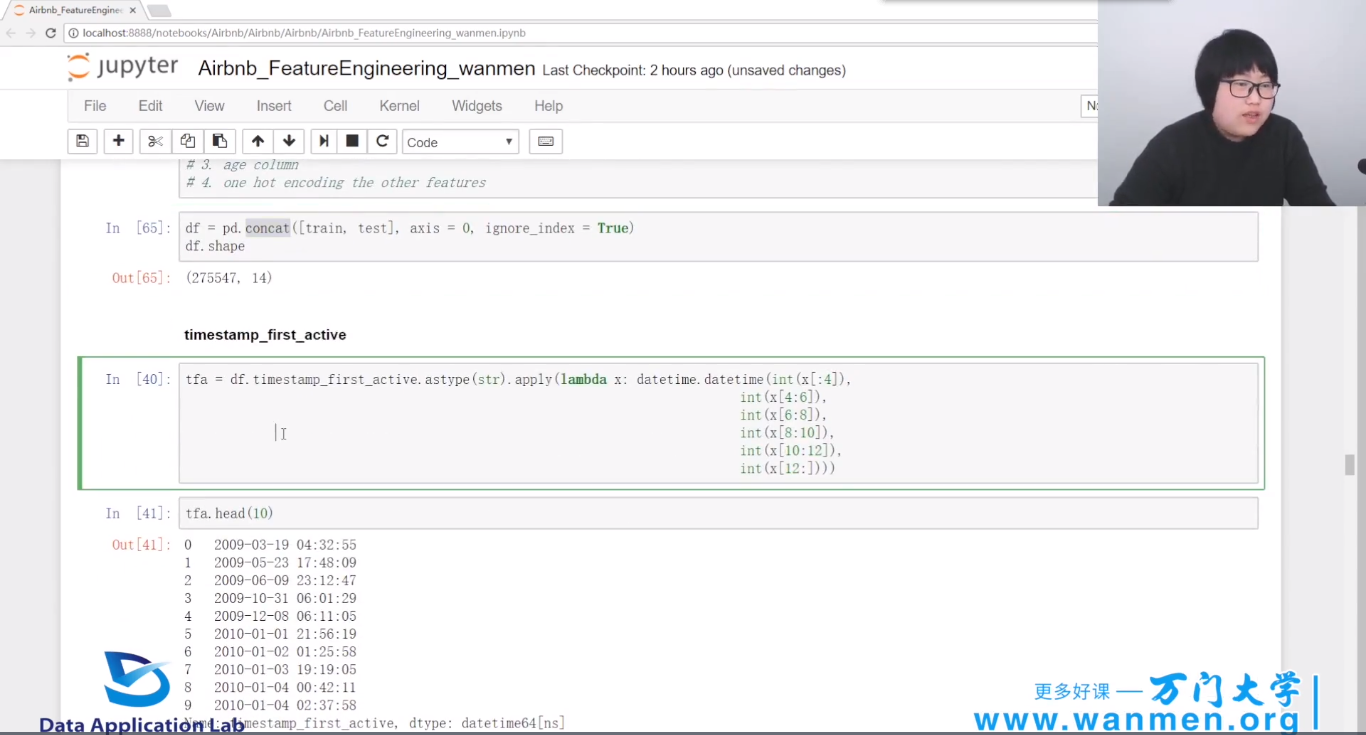 Airbnb_FeatureEnginee
localhost:8888/notebooks/Airbnb/Airbnb/Airbnb/Airbnb_FeatureEngineering_wanmen.ipynb
jupyter Airbnb_FeatureEngineering_wanmen Last Checkpoint: 2 hours ago (unsaved changes)
File Edit View Insert Cell Kernel Widgets Help
Code
# 3. age column
# 4. one hot encoding the other features
In [65]: df = pd.concat([train, test], axis = 0, ignore_index = True)
df.shape
Out[65]: (275547, 14)
timestamp_first_active
In [40]: tfa = df.timestamp_first_active.astype(str).apply(lambda x: datetime.datetime(int(x[:4]),
int(x[4:6]),
int(x[6:8]),
int(x[8:10]),
int(x[10:12]),
int(x[12:])))
In [41]: tfa.head(10)
Out[41]: 0 2009-03-19 04:32:55
1 2009-05-23 17:48:09
2 2009-06-09 23:12:47
3 2009-10-31 06:01:29
4 2009-12-08 06:11:05
5 2010-01-01 21:56:19
6 2010-01-02 01:25:58
7 2010-01-03 19:19:05
8 2010-01-04 00:42:11
9 2010-01-04 02:37:58
Name: timestamp_first_active, dtype: datetime64[ns]
Data Application Lab
更多好课 — 万门大学
www.wanmen.org